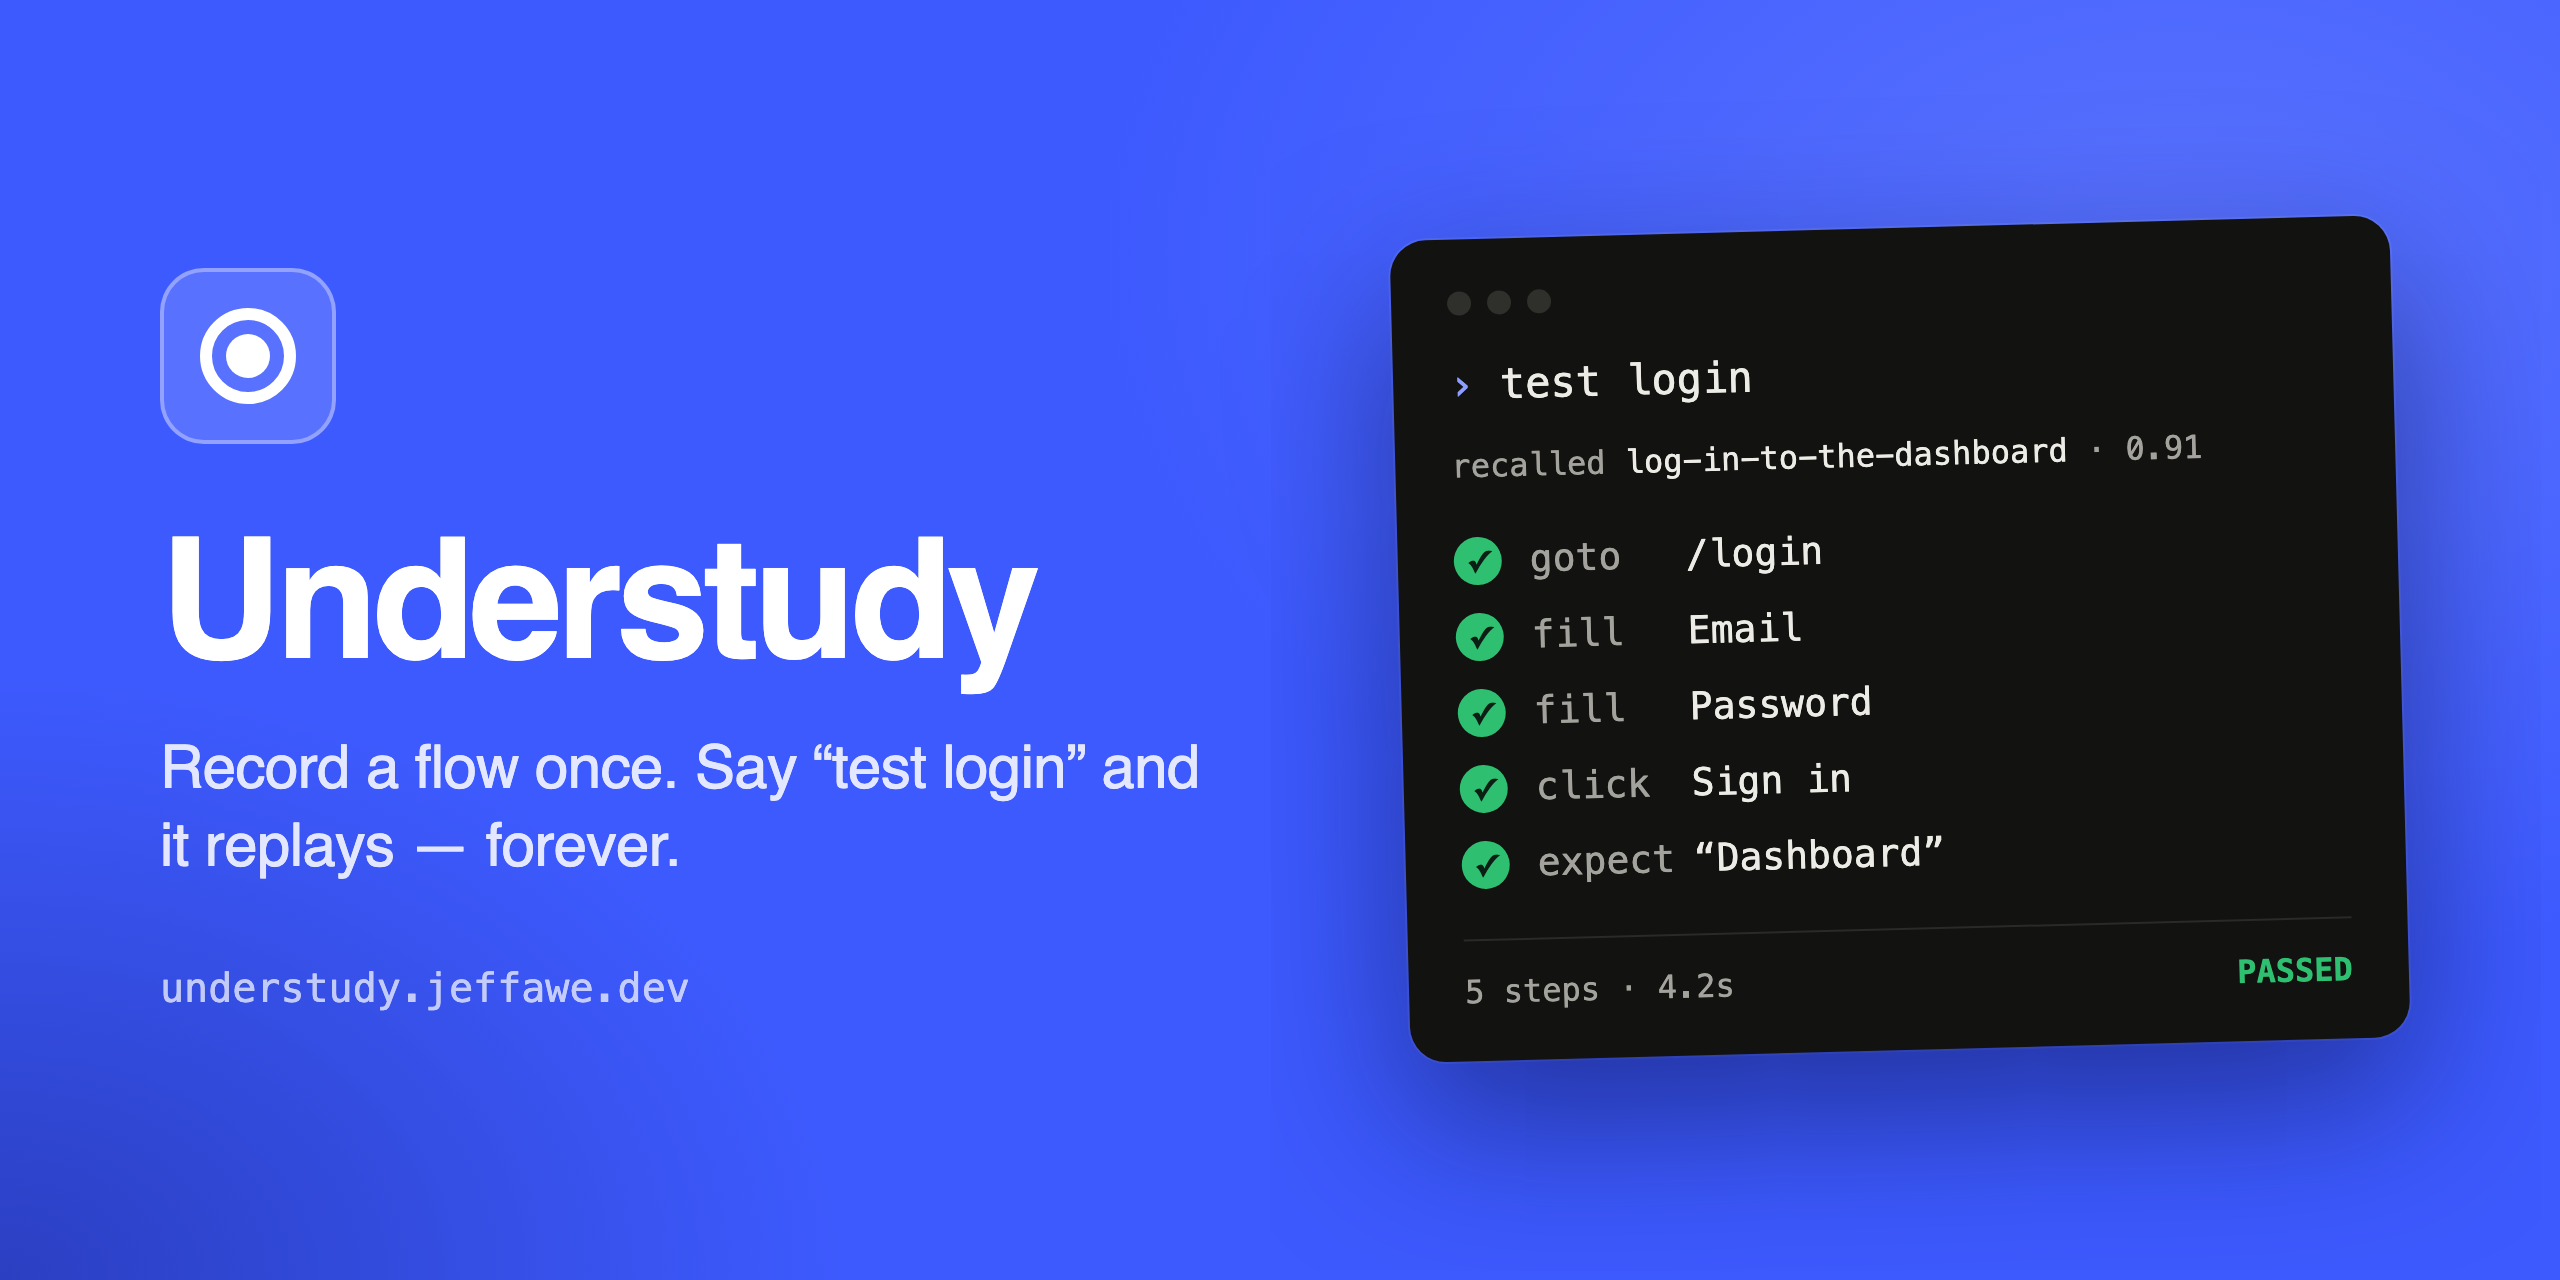 Understudy
Record a flow once. Say “test login” and
it replays — forever.
understudy.jeffawe.dev
› test login
recalled log-in-to-the-dashboard · 0.91
✓ goto /login
✓ fill Email
✓ fill Password
✓ click Sign in
✓ expect “Dashboard”
5 steps · 4.2s
PASSED